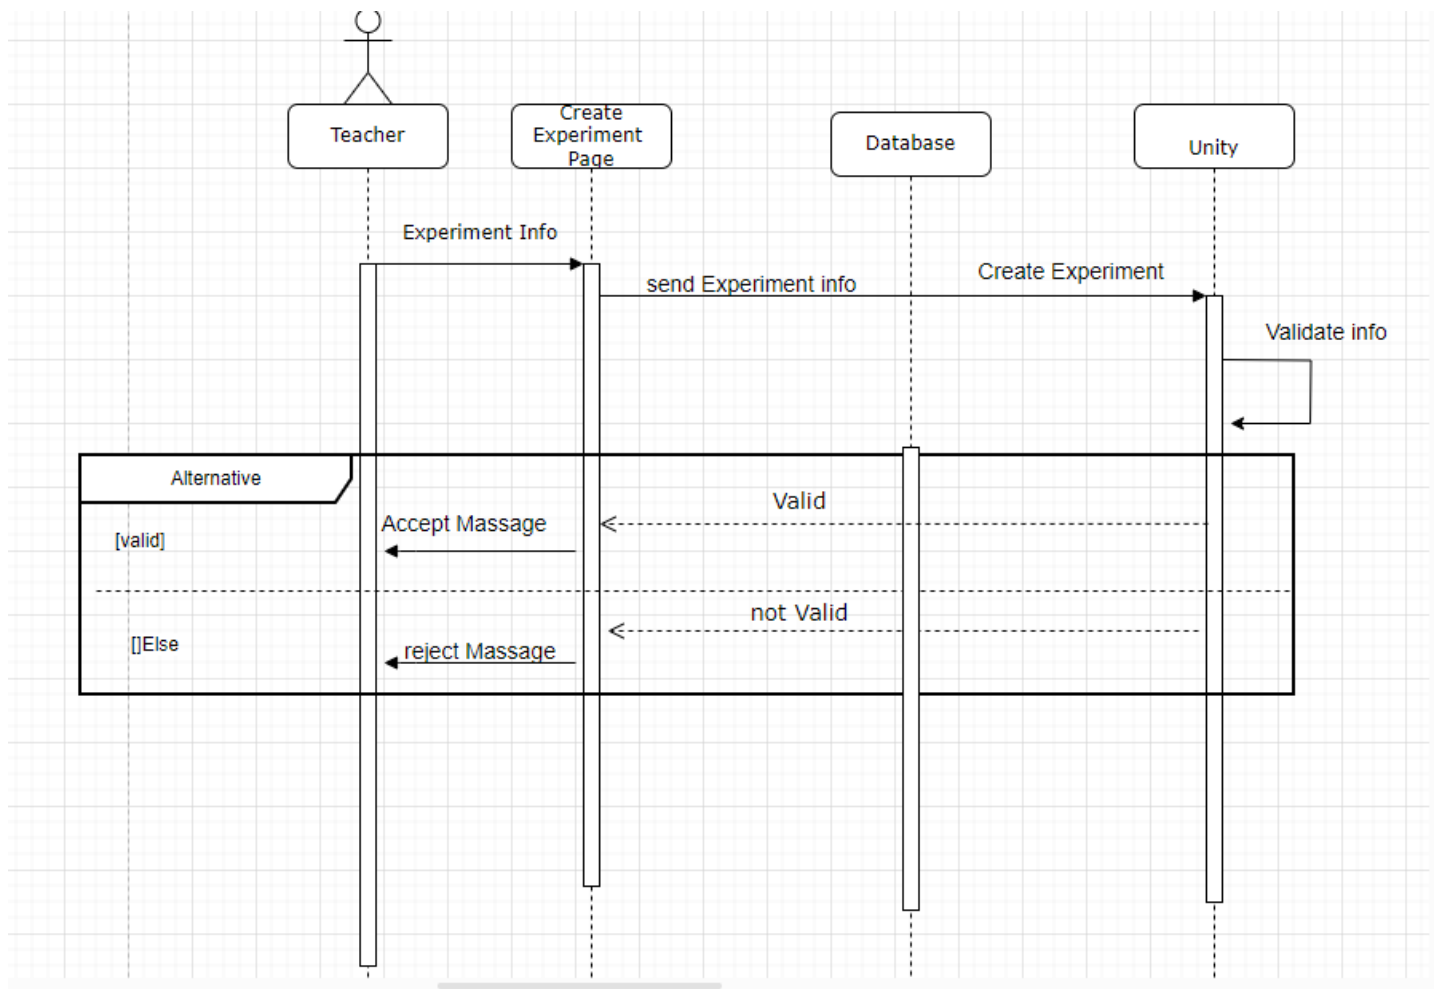 Teacher
Create
Experiment
Page
Database
Unity
Experiment Info
send Experiment info
Create Experiment
Validate info
Alternative
Valid
Accept Massage
[valid]
not Valid
[]Else
reject Massage